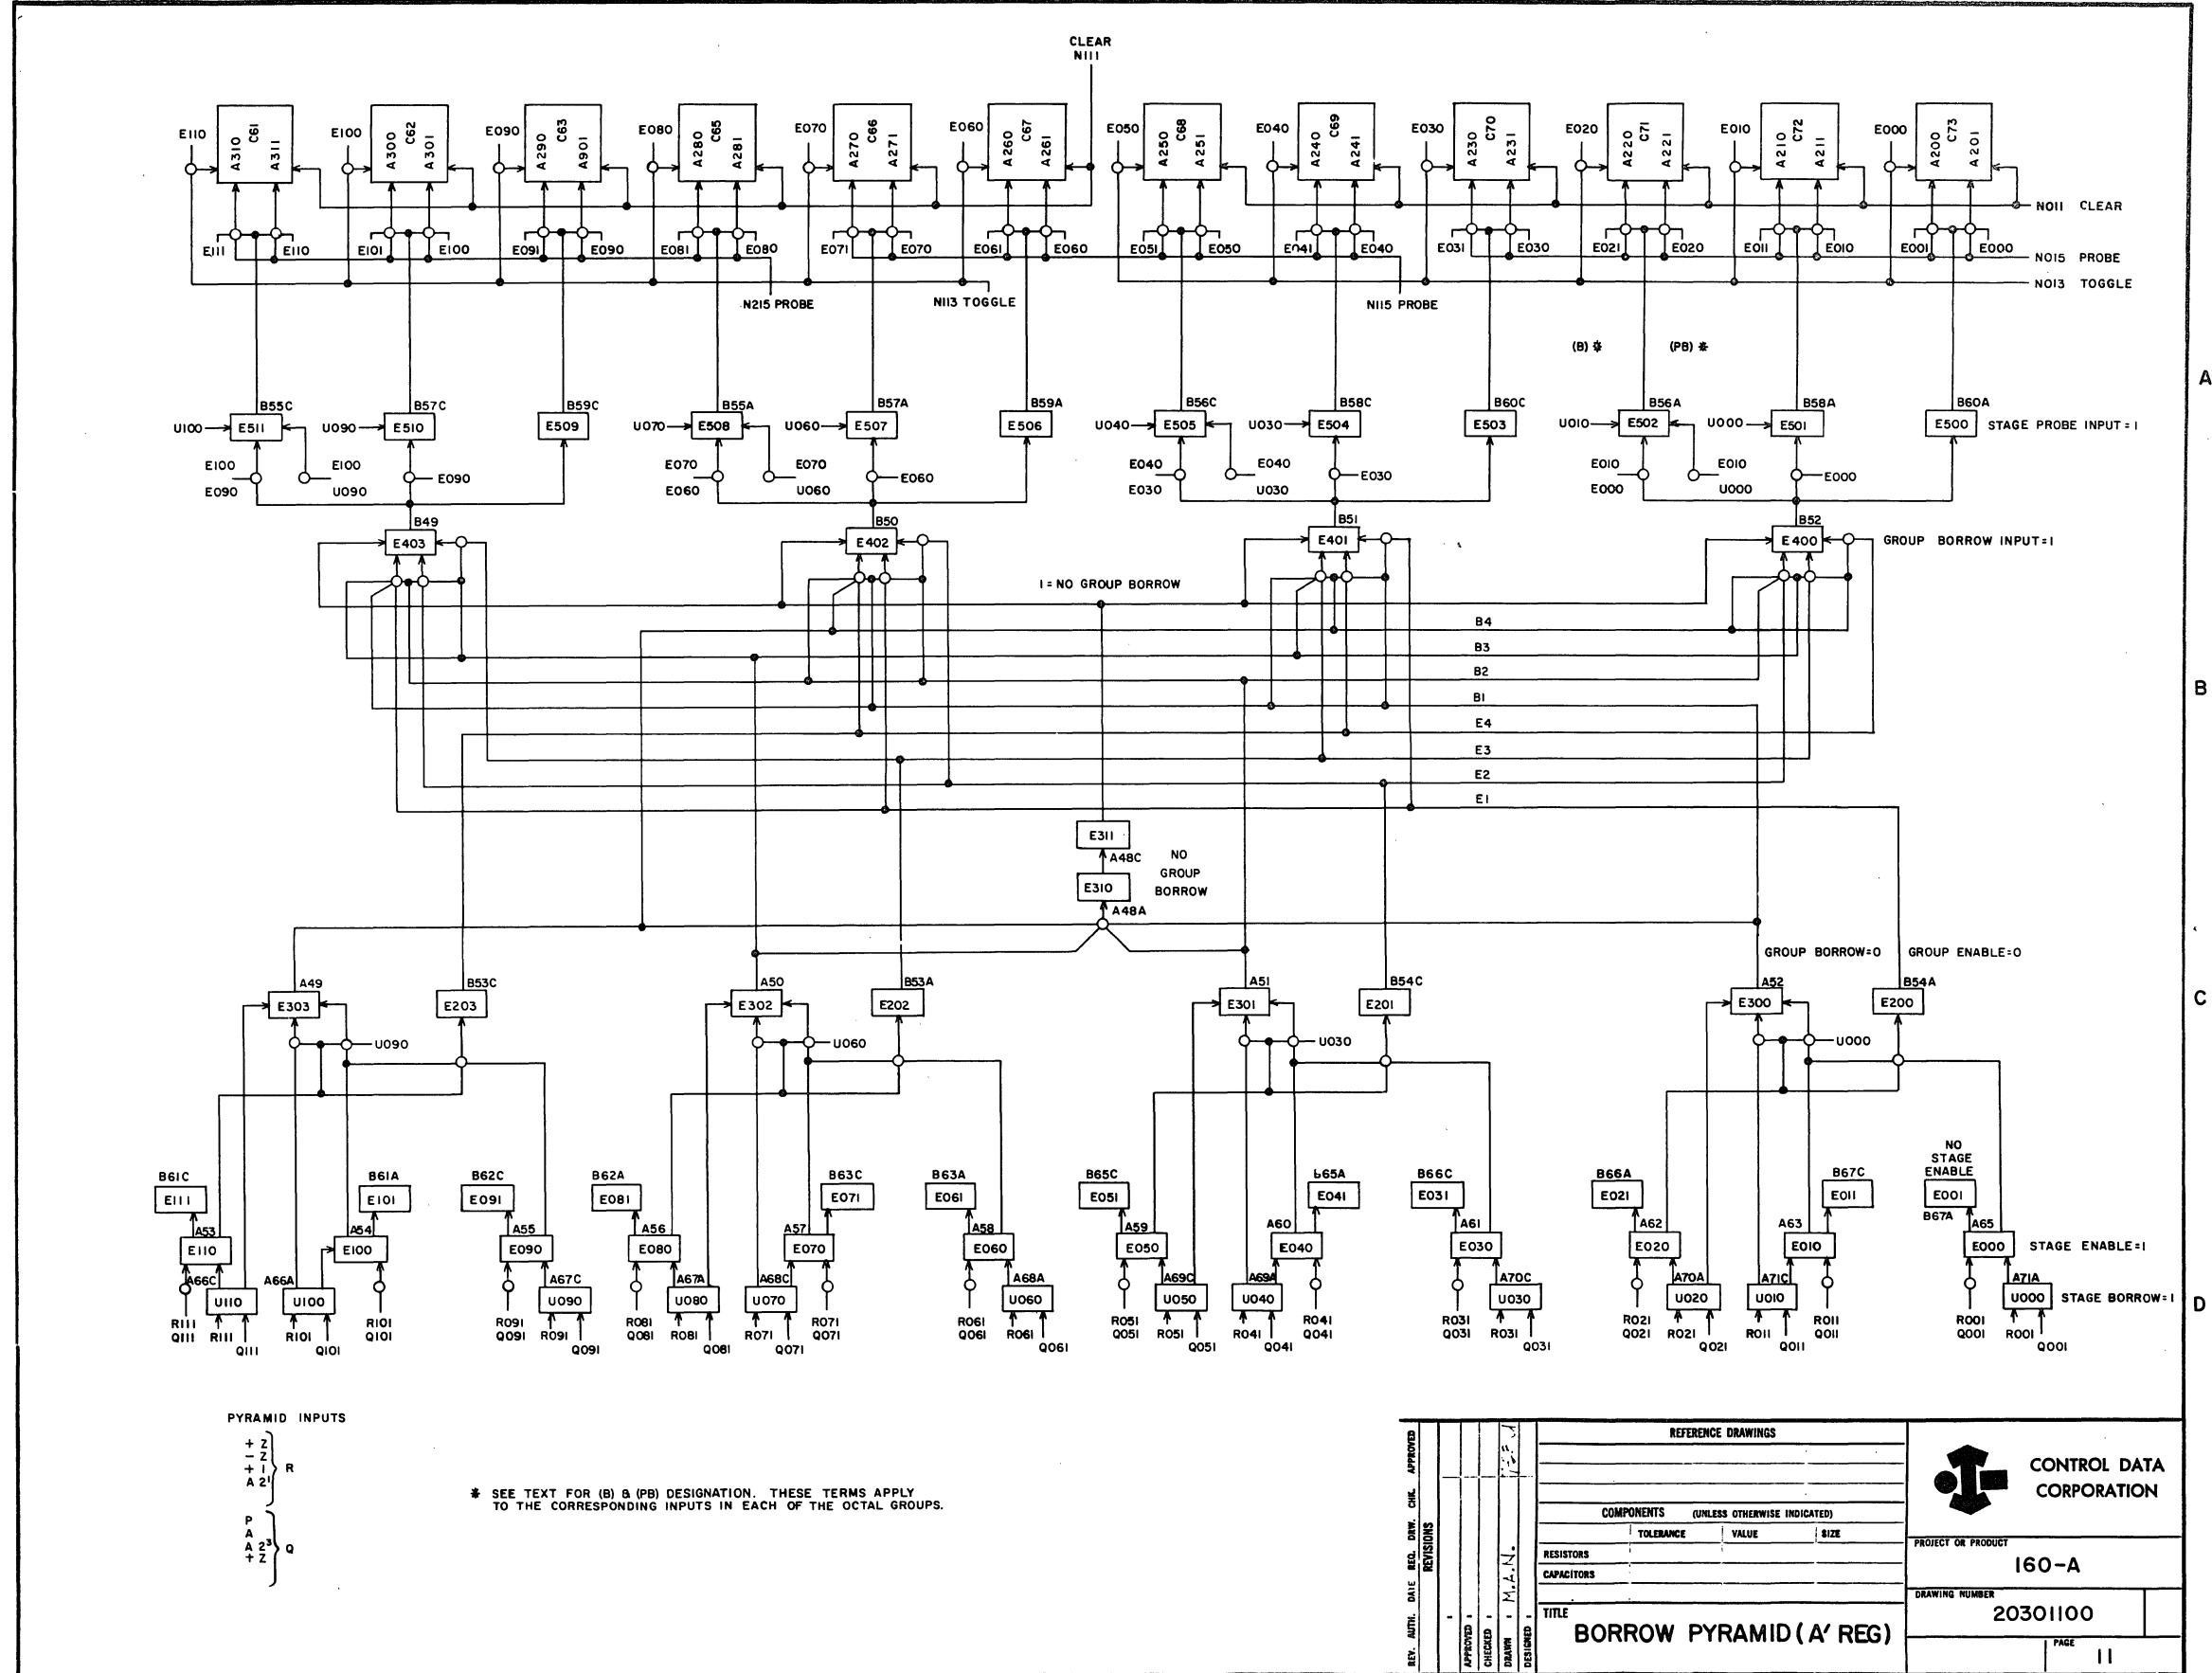 CLEAR
N111
E110 A310 C61 A311
E100 A300 C62 A301
E090 A290 C63 A901
E080 A280 C65 A281
E070 A270 C66 A271
E060 A260 C67 A261
E050 A250 C68 A251
E040 A240 C69 A241
E030 A230 C70 A231
E020 A220 C71 A221
E010 A210 C72 A211
E000 A200 C73 A201
N011 CLEAR
E111 E110 E101 E100 E091 E090 E081 E080 E071 E070 E061 E060 E051 E050 E041 E040 E031 E030 E021 E020 E011 E010 E001 E000
N015 PROBE
N013 TOGGLE
N215 PROBE
N113 TOGGLE
N115 PROBE
(B) *
(PB) *
A
B55C B57C B59C B55A B57A B59A B56C B58C B60C B56A B58A B60A
U100 E511 U090 E510 E509 U070 E508 U060 E507 E506 U040 E505 U030 E504 E503 U010 E502 U000 E501 E500 STAGE PROBE INPUT=1
E100 E100 E070 E070 E040 E040 E010 E010
E090 U090 E090 E060 U060 E060 E030 U030 E030 E000 U000 E000
B49 B50 B51 B52
E403 E402 E401 E400 GROUP BORROW INPUT=1
1=NO GROUP BORROW
B4
B3
B2
B1
B
E4
E3
E2
E1
E311
A48C
NO
GROUP
BORROW
E310
A48A
GROUP BORROW=0 GROUP ENABLE=0
A49 B53C A50 B53A A51 B54C A52 B54A
E303 E203 E302 E202 E301 E201 E300 E200
C
U090 U060 U030 U000
NO
STAGE
ENABLE
B61C B61A B62C B62A B63C B63A B65C B65A B66C B66A B67C
E111 E101 E091 E081 E071 E061 E051 E041 E031 E021 E011 E001
B67A
A53 A54 A55 A56 A57 A58 A59 A60 A61 A62 A63 A65
E110 E100 E090 E080 E070 E060 E050 E040 E030 E020 E010 E000 STAGE ENABLE=1
A66C A66A A67C A67A A68C A68A A69C A69A A70C A70A A71C A71A
U110 U100 U090 U080 U070 U060 U050 U040 U030 U020 U010 U000 STAGE BORROW=1
D
R111 R111 R101 R101 R091 R091 R081 R081 R071 R071 R061 R061 R051 R051 R041 R041 R031 R031 R021 R021 R011 R011 R001 R001
Q111 Q111 Q101 Q101 Q091 Q091 Q081 Q081 Q071 Q071 Q061 Q061 Q051 Q051 Q041 Q041 Q031 Q031 Q021 Q021 Q011 Q011 Q001 Q001
PYRAMID INPUTS
+ Z
- Z
+ 1
A 2¹
R
P
A
A 2³
+ Z
Q
* SEE TEXT FOR (B) & (PB) DESIGNATION. THESE TERMS APPLY
TO THE CORRESPONDING INPUTS IN EACH OF THE OCTAL GROUPS.
REV. AUTH. DATE REQ. DRW. CHK. APPROVED
REVISIONS
APPROVED -
CHECKED -
DRAWN - M.A.N.
DESIGNED -
REFERENCE DRAWINGS
COMPONENTS (UNLESS OTHERWISE INDICATED)
TOLERANCE VALUE SIZE
RESISTORS
CAPACITORS
TITLE
BORROW PYRAMID (A' REG)
CONTROL DATA
CORPORATION
PROJECT OR PRODUCT
160-A
DRAWING NUMBER
20301100
PAGE
11